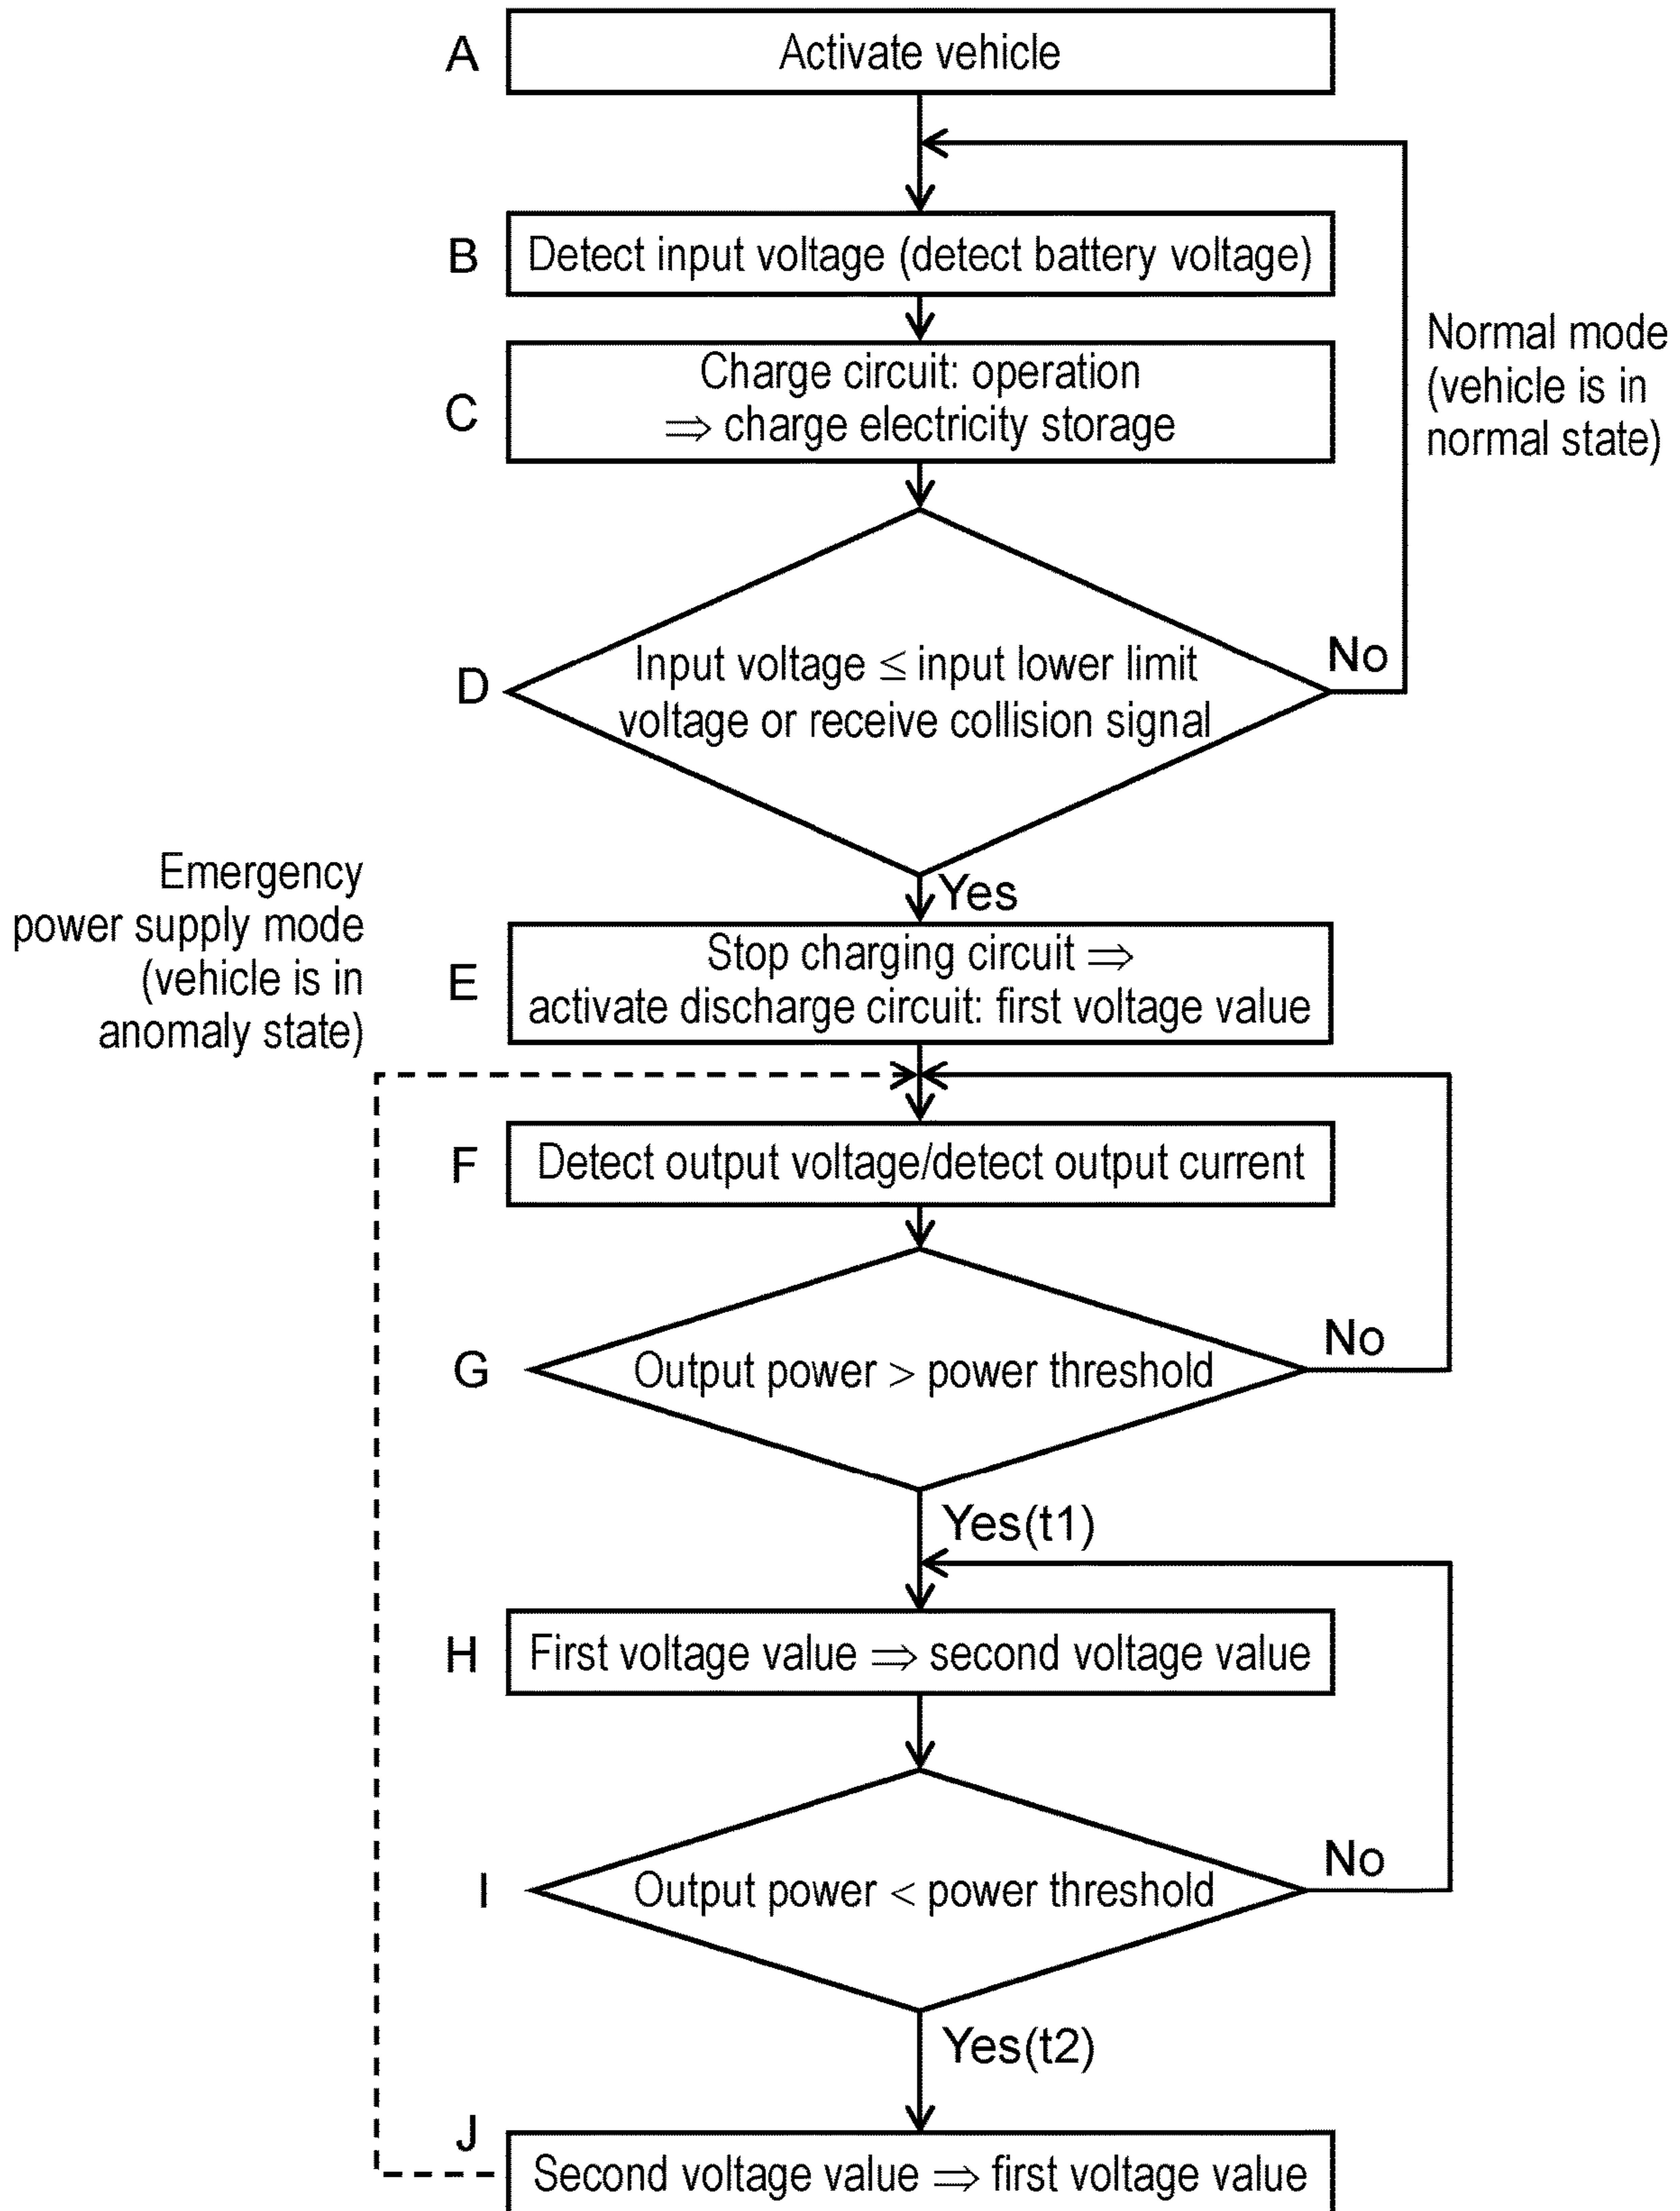 A
Activate vehicle
B
Detect input voltage (detect battery voltage)
Normal mode
(vehicle is in
normal state)
C
Charge circuit: operation
⇒ charge electricity storage
D
Input voltage ≤ input lower limit
voltage or receive collision signal
No
Yes
Emergency
power supply mode
(vehicle is in
anomaly state)
E
Stop charging circuit ⇒
activate discharge circuit: first voltage value
F
Detect output voltage/detect output current
G
Output power > power threshold
No
Yes(t1)
H
First voltage value ⇒ second voltage value
I
Output power < power threshold
No
Yes(t2)
J
Second voltage value ⇒ first voltage value